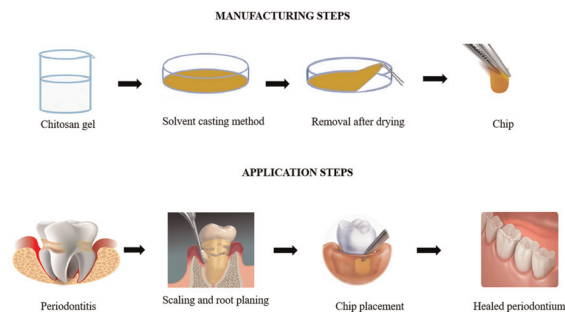 MANUFACTURING STEPS
Chitosan gel
Solvent casting method
Removal after drying
Chip
APPLICATION STEPS
Periodontitis
Scaling and root planing
Chip placement
Healed periodontium